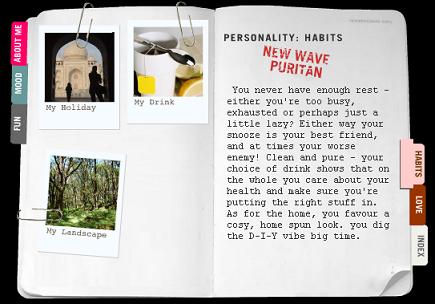 ABOUT ME
MOOD
FUN
My Holiday
My Drink
My Landscape
PERSONALITY: HABITS
NEW WAVE
PURITAN
You never have enough rest -
either you're too busy,
exhausted or perhaps just a
little lazy? Either way your
snooze is your best friend,
and at times your worse
enemy! Clean and pure - your
choice of drink shows that on
the whole you care about your
health and make sure you're
putting the right stuff in.
As for the home, you favour a
cosy, home spun look. you dig
the D-I-Y vibe big time.
HABITS
LOVE
INDEX